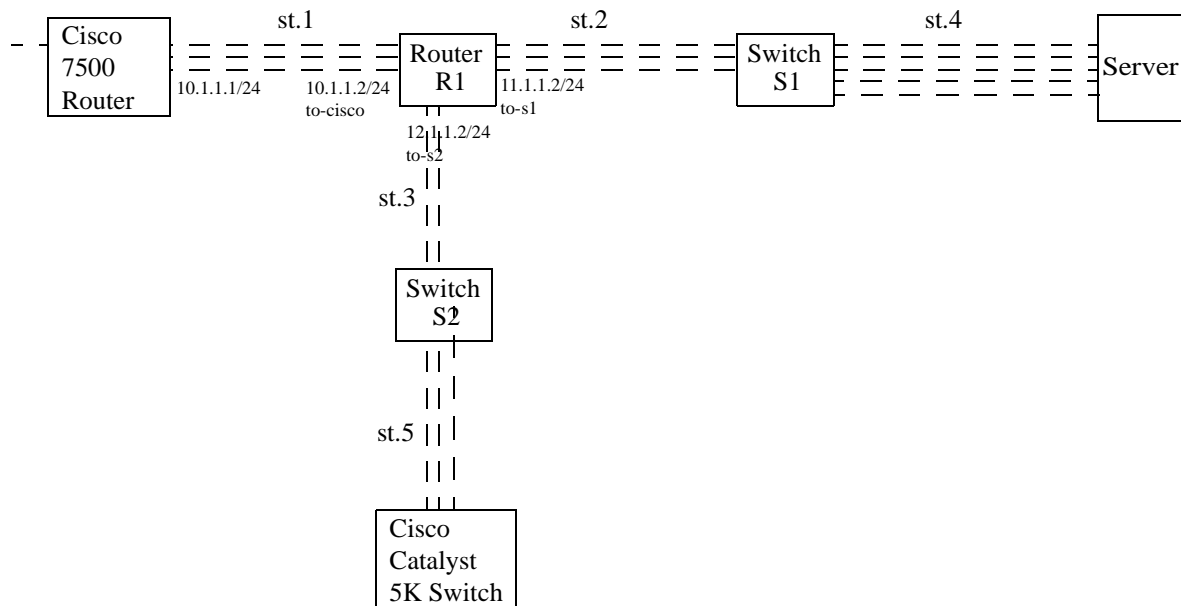 st.1
st.2
st.4
Cisco
7500
Router
10.1.1.1/24
10.1.1.2/24
to-cisco
Router
R1
11.1.1.2/24
to-s1
Switch
S1
Server
12.1.1.2/24
to-s2
st.3
Switch
S2
st.5
Cisco
Catalyst
5K Switch